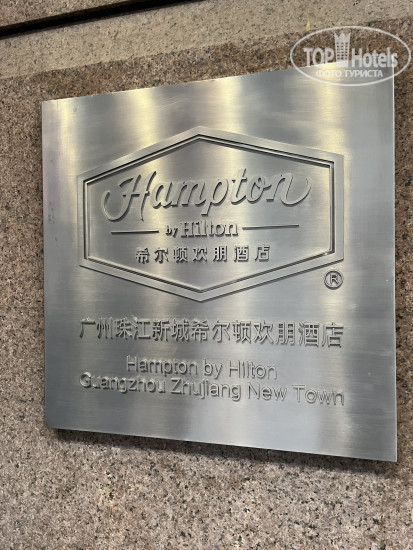 TOP Hotels
ФОТО ТУРИСТА
Hampton
by Hilton
希尔顿欢朋酒店
®
广州珠江新城希尔顿欢朋酒店
Hampton by Hilton
Guangzhou Zhujiang New Town